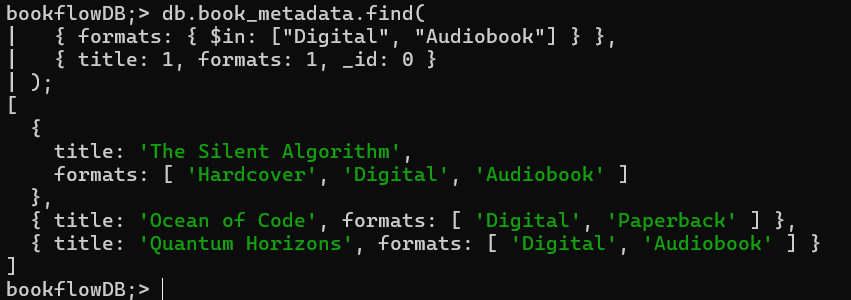 bookflowDB;> db.book_metadata.find(
|   { formats: { $in: ["Digital", "Audiobook"] } },
|   { title: 1, formats: 1, _id: 0 }
| );
[
  {
    title: 'The Silent Algorithm',
    formats: [ 'Hardcover', 'Digital', 'Audiobook' ]
  },
  { title: 'Ocean of Code', formats: [ 'Digital', 'Paperback' ] },
  { title: 'Quantum Horizons', formats: [ 'Digital', 'Audiobook' ] }
]
bookflowDB;>